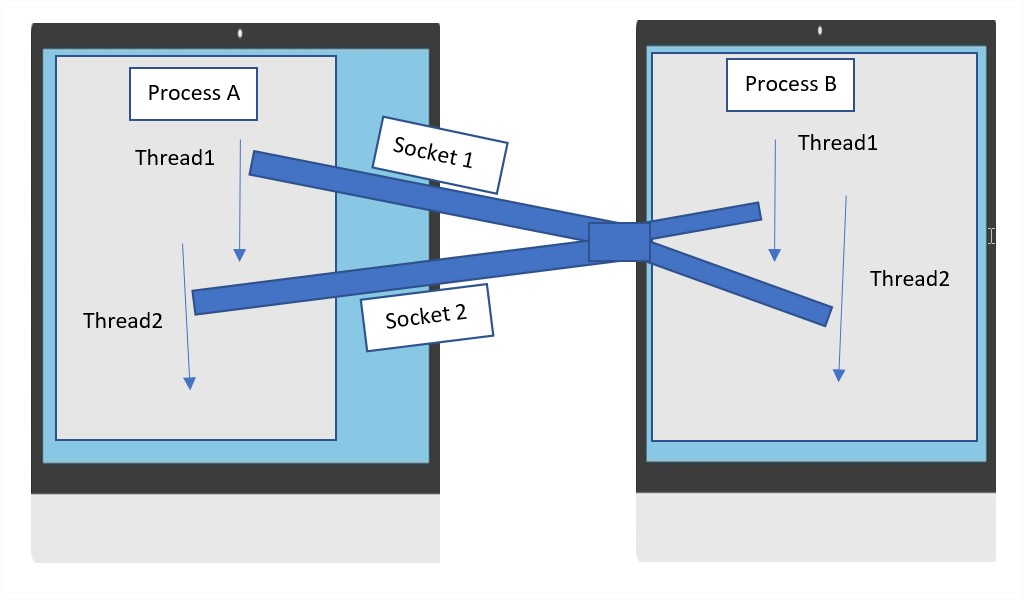 Process A
Thread1
Thread2
Socket 1
Socket 2
Process B
Thread1
Thread2